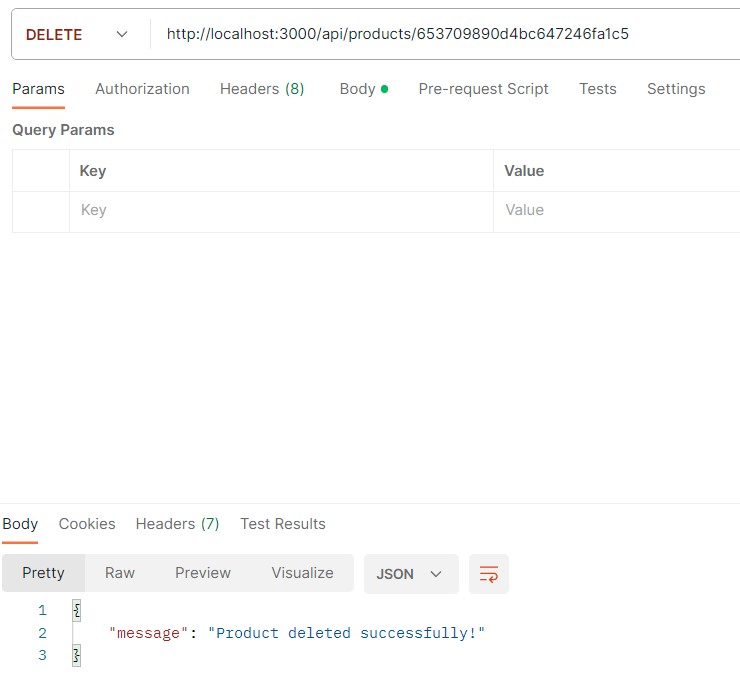 DELETE http://localhost:3000/api/products/653709890d4bc647246fa1c5
Params Authorization Headers (8) Body Pre-request Script Tests Settings
Query Params
Key Value
Key Value
Body Cookies Headers (7) Test Results
Pretty Raw Preview Visualize JSON
1 {
2 "message": "Product deleted successfully!"
3 }